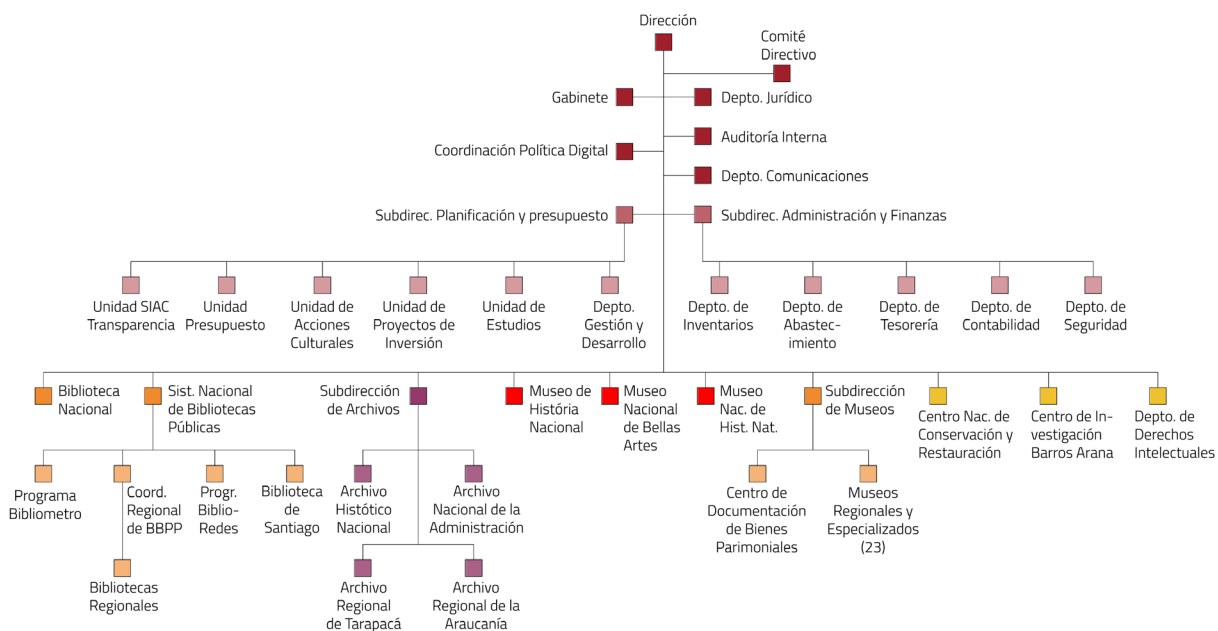 Dirección
Comité
Directivo
Gabinete
Depto. Jurídico
Auditoría Interna
Coordinación Política Digital
Depto. Comunicaciones
Subdirec. Planificación y presupuesto
Subdirec. Administración y Finanzas
Unidad SIAC
Transparencia
Unidad
Presupuesto
Unidad de
Acciones
Culturales
Unidad de
Proyectos de
Inversión
Unidad de
Estudios
Depto.
Gestión y
Desarrollo
Depto. de
Inventarios
Depto. de
Abastec-
imiento
Depto. de
Tesorería
Depto. de
Contabilidad
Depto. de
Seguridad
Biblioteca
Nacional
Sist. Nacional
de Bibliotecas
Públicas
Subdirección
de Archivos
Museo de
História
Nacional
Museo
Nacional
de Bellas
Artes
Museo
Nac. de
Hist. Nat.
Subdirección
de Museos
Centro Nac. de
Conservación y
Restauración
Centro de In-
vestigación
Barros Arana
Depto. de
Derechos
Intelectuales
Programa
Bibliometro
Coord.
Regional
de BBPP
Progr.
Biblio-
Redes
Biblioteca
de
Santiago
Archivo
Histótico
Nacional
Archivo
Nacional de la
Administración
Centro de
Documentación
de Bienes
Parimoniales
Museos
Regionales y
Especializados
(23)
Bibliotecas
Regionales
Archivo
Regional
de Tarapacá
Archivo
Regional de la
Araucanía